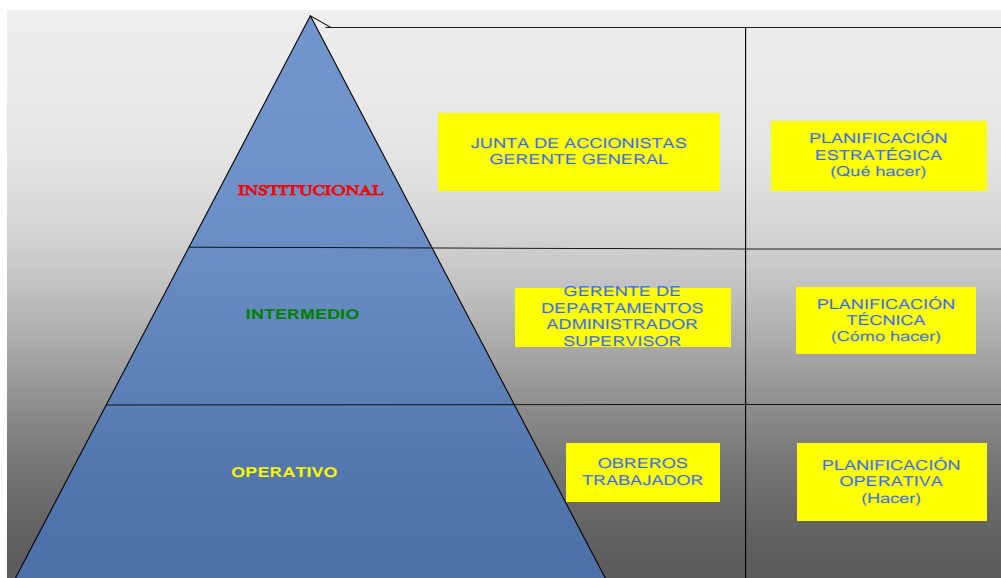 INSTITUCIONAL
JUNTA DE ACCIONISTAS
GERENTE GENERAL
PLANIFICACIÓN
ESTRATÉGICA
(Qué hacer)
INTERMEDIO
GERENTE DE
DEPARTAMENTOS
ADMINISTRADOR
SUPERVISOR
PLANIFICACIÓN
TÉCNICA
(Cómo hacer)
OPERATIVO
OBREROS
TRABAJADOR
PLANIFICACIÓN
OPERATIVA
(Hacer)